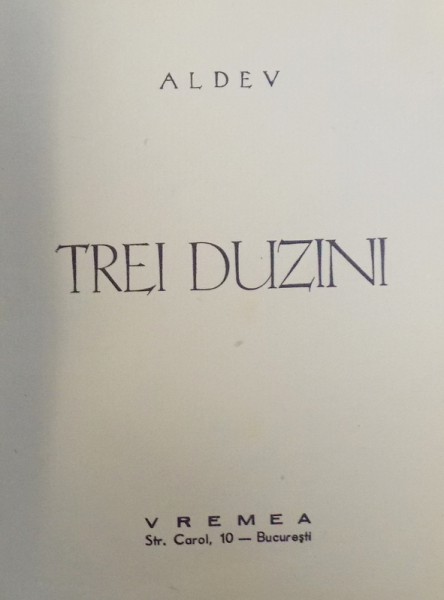 ALDEV
TREI DUZINI
VREMEA
Str. Carol, 10 — București